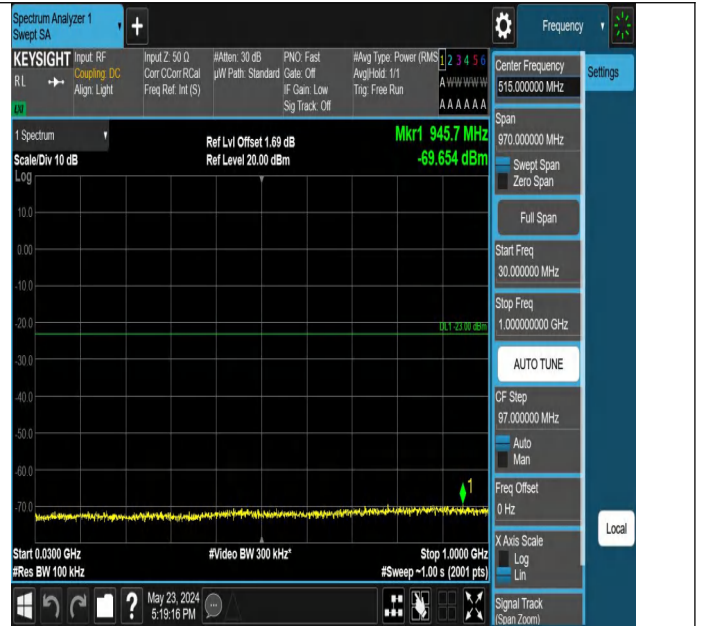 Spectrum Analyzer 1
Swept SA
Frequency
KEYSIGHT
RL
LXI
Input: RF
Coupling: DC
Align: Light
Input Z: 50 Ω
Corr CCorr RCal
Freq Ref: Int (S)
#Atten: 30 dB
µW Path: Standard
PNO: Fast
Gate: Off
IF Gain: Low
Sig Track: Off
#Avg Type: Power (RMS
Avg|Hold: 1/1
Trig: Free Run
1 2 3 4 5 6
A W W W W W
A A A A A A
1 Spectrum
Scale/Div 10 dB
Log
Ref Lvl Offset 1.69 dB
Ref Level 20.00 dBm
Mkr1 945.7 MHz
-69.654 dBm
10.0
0.00
-10.0
-20.0
-30.0
-40.0
-50.0
-60.0
-70.0
DL1 -23.00 dBm
1
Start 0.0300 GHz
#Res BW 100 kHz
#Video BW 300 kHz*
Stop 1.0000 GHz
#Sweep ~1.00 s (2001 pts)
Center Frequency
515.000000 MHz
Settings
Span
970.000000 MHz
Swept Span
Zero Span
Full Span
Start Freq
30.000000 MHz
Stop Freq
1.000000000 GHz
AUTO TUNE
CF Step
97.000000 MHz
Auto
Man
Freq Offset
0 Hz
X Axis Scale
Log
Lin
Signal Track
(Span Zoom)
Local
?
May 23, 2024
5:19:16 PM